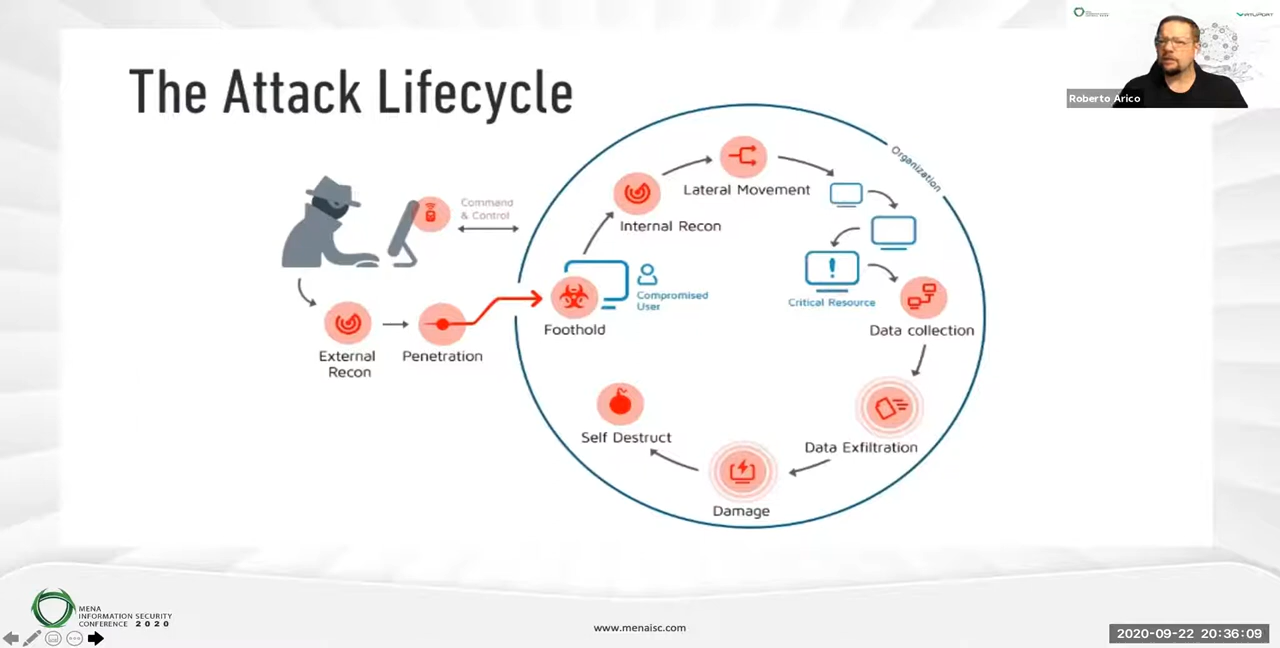 The Attack Lifecycle
Roberto Arico
Organization
Command
& Control
Lateral Movement
Internal Recon
Compromised
User
Critical Resource
Foothold
Data collection
External
Recon
Penetration
Self Destruct
Data Exfiltration
Damage
MENA
INFORMATION SECURITY
CONFERENCE 2020
www.menaisc.com
2020-09-22 20:36:09